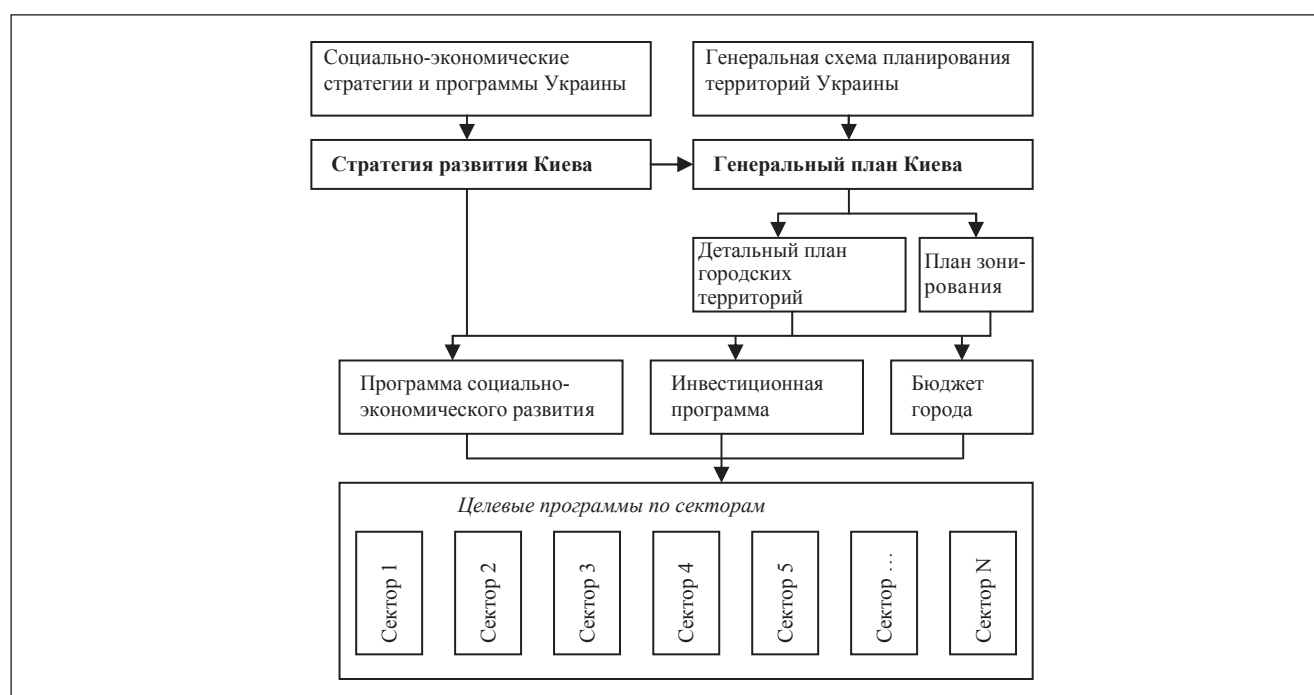 Социально-экономические
стратегии и программы Украины
Генеральная схема планирования
территорий Украины
Стратегия развития Киева
Генеральный план Киева
Детальный план
городских
территорий
План зони-
рования
Программа социально-
экономического развития
Инвестиционная
программа
Бюджет
города
Целевые программы по секторам
Сектор 1
Сектор 2
Сектор 3
Сектор 4
Сектор 5
Сектор …
Сектор N